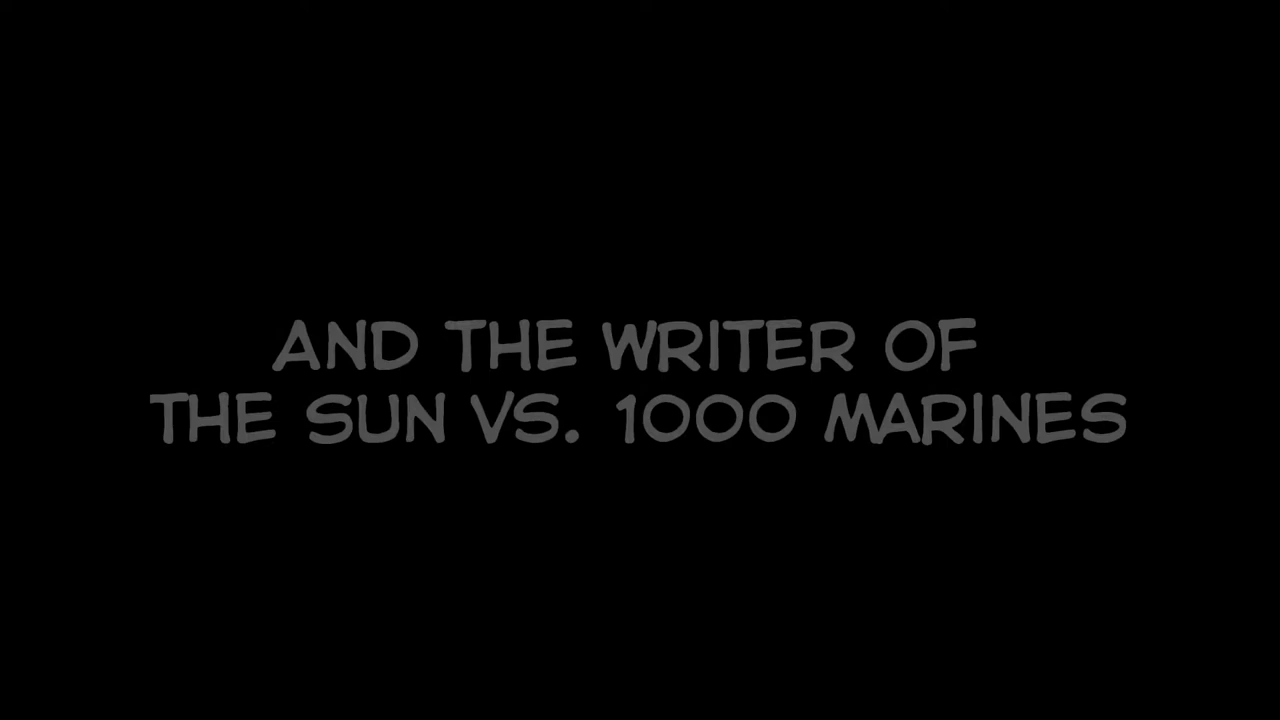 AND THE WRITER OF
THE SUN VS. 1000 MARINES